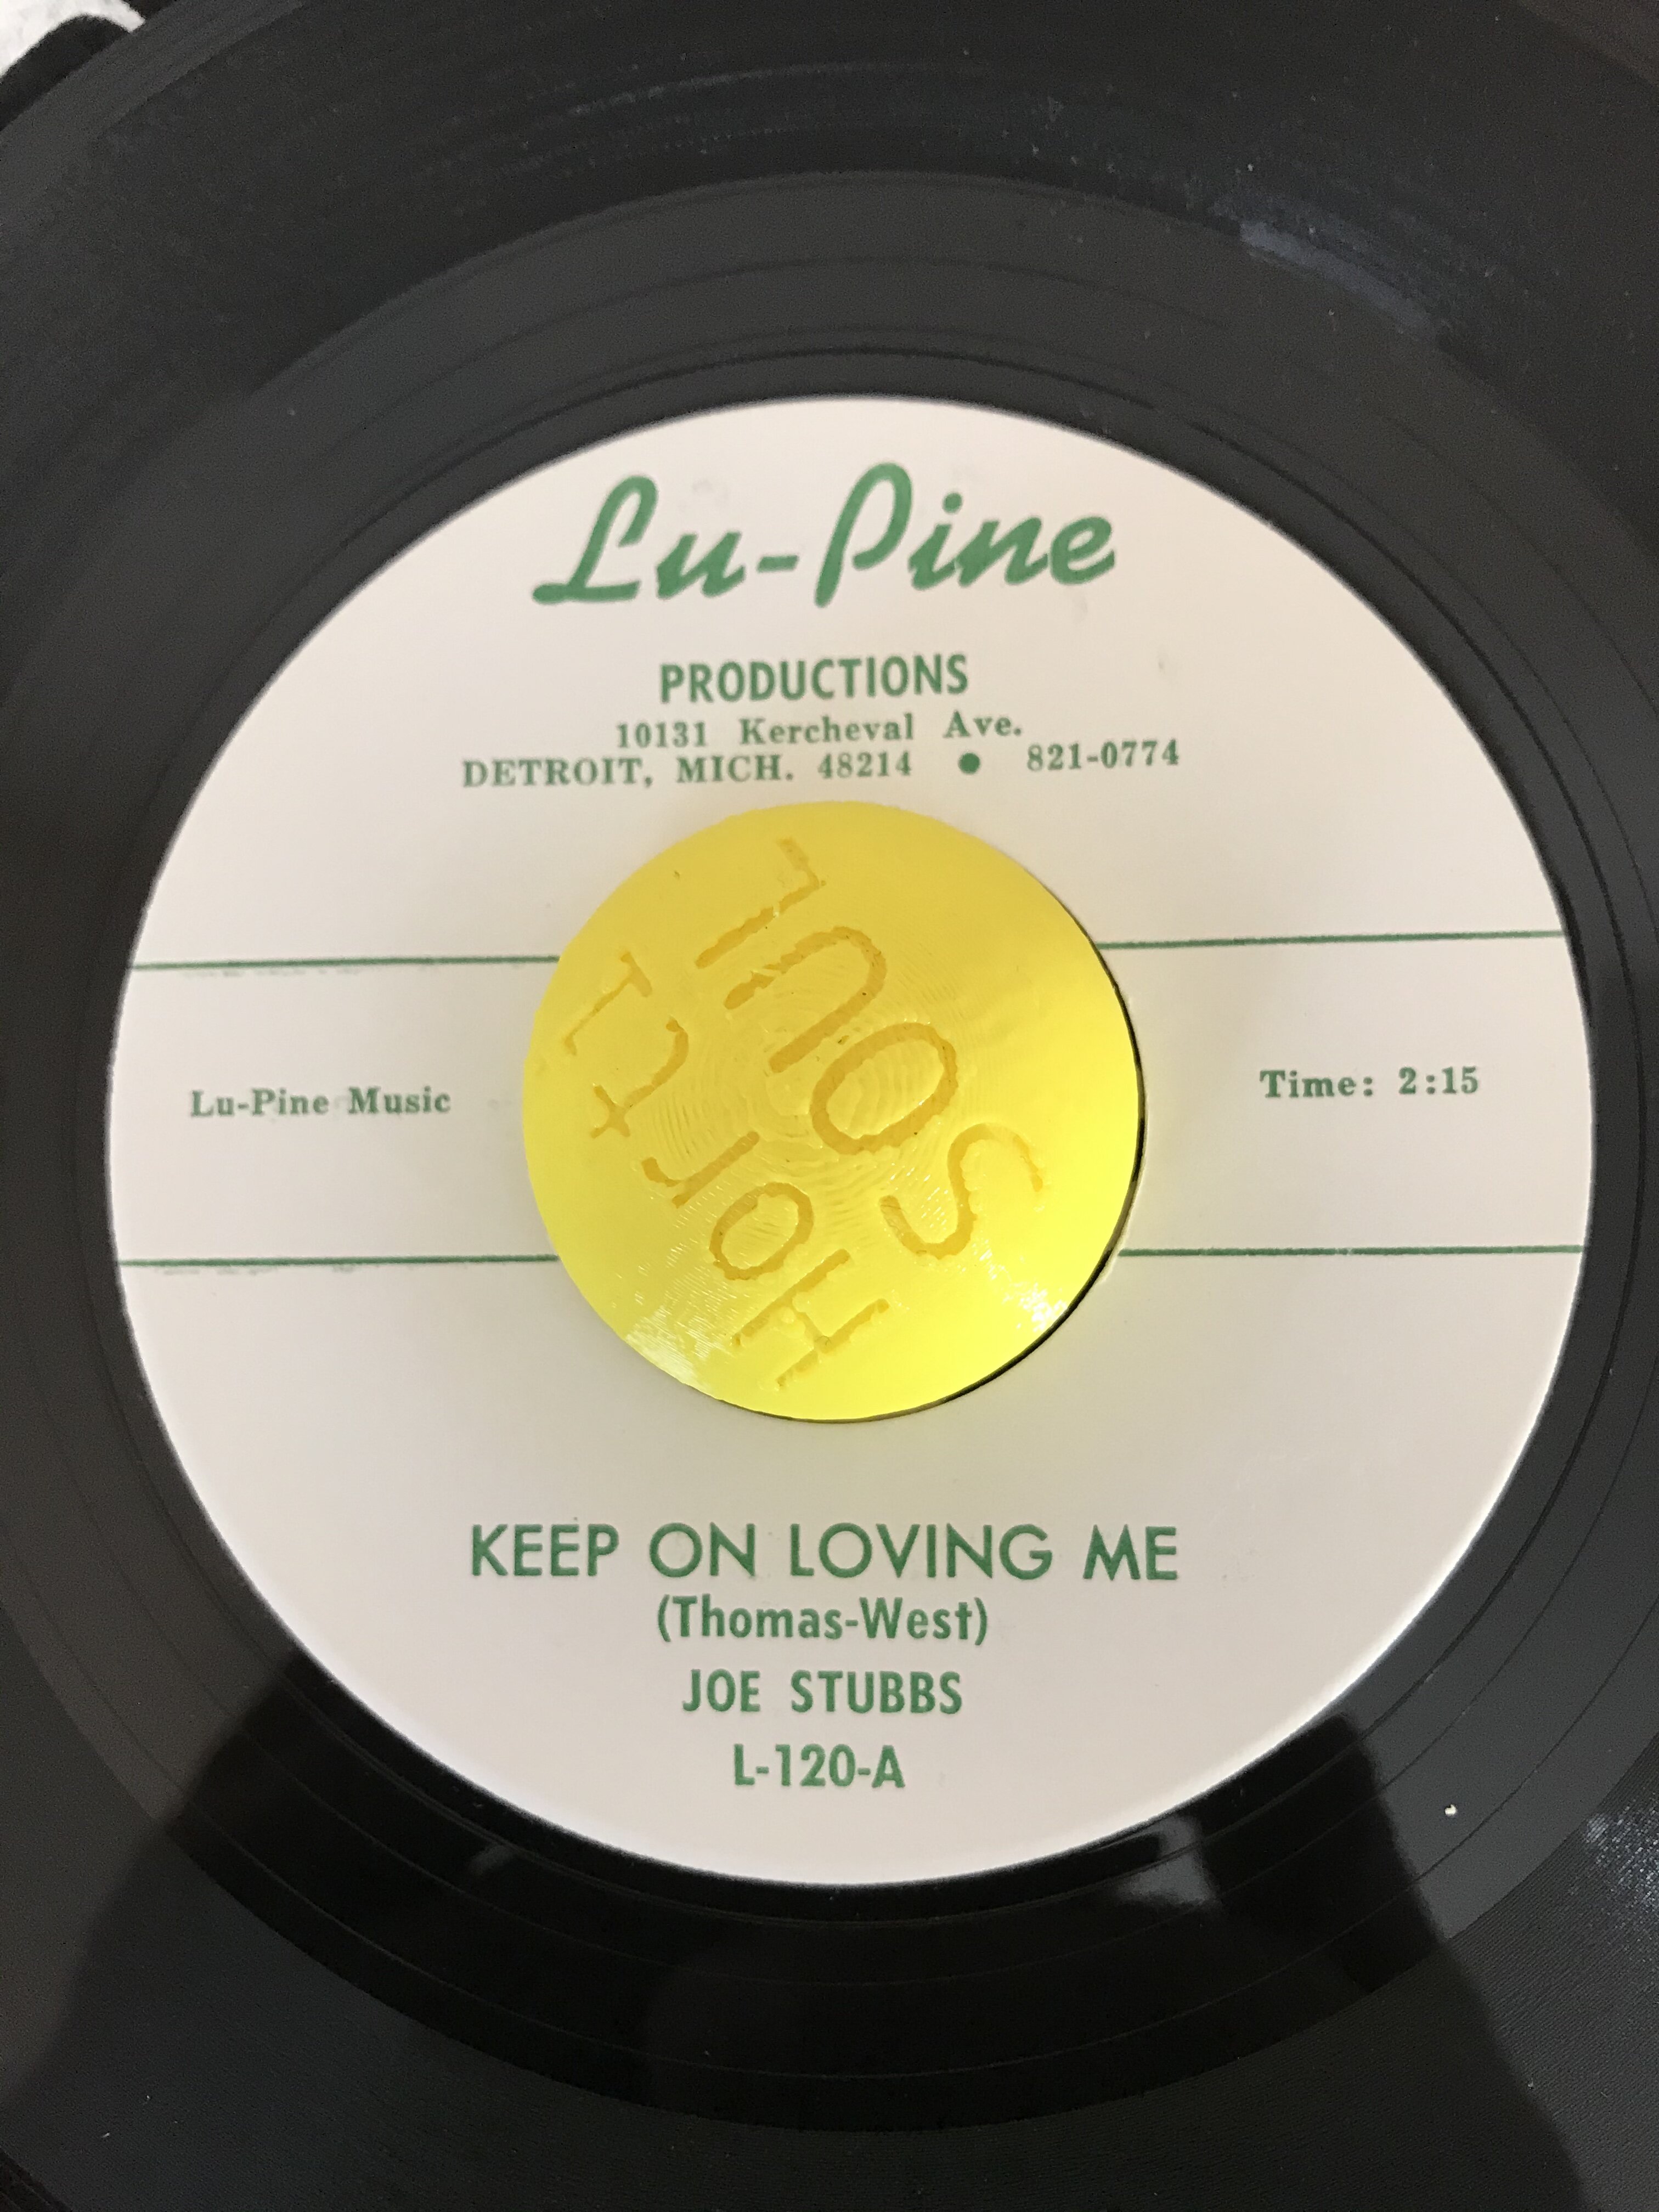 Lu-Pine
PRODUCTIONS
10131 Kercheval Ave.
DETROIT, MICH. 48214 ● 821-0774
SOUL
Lu-Pine Music
Time: 2:15
KEEP ON LOVING ME
(Thomas-West)
JOE STUBBS
L-120-A